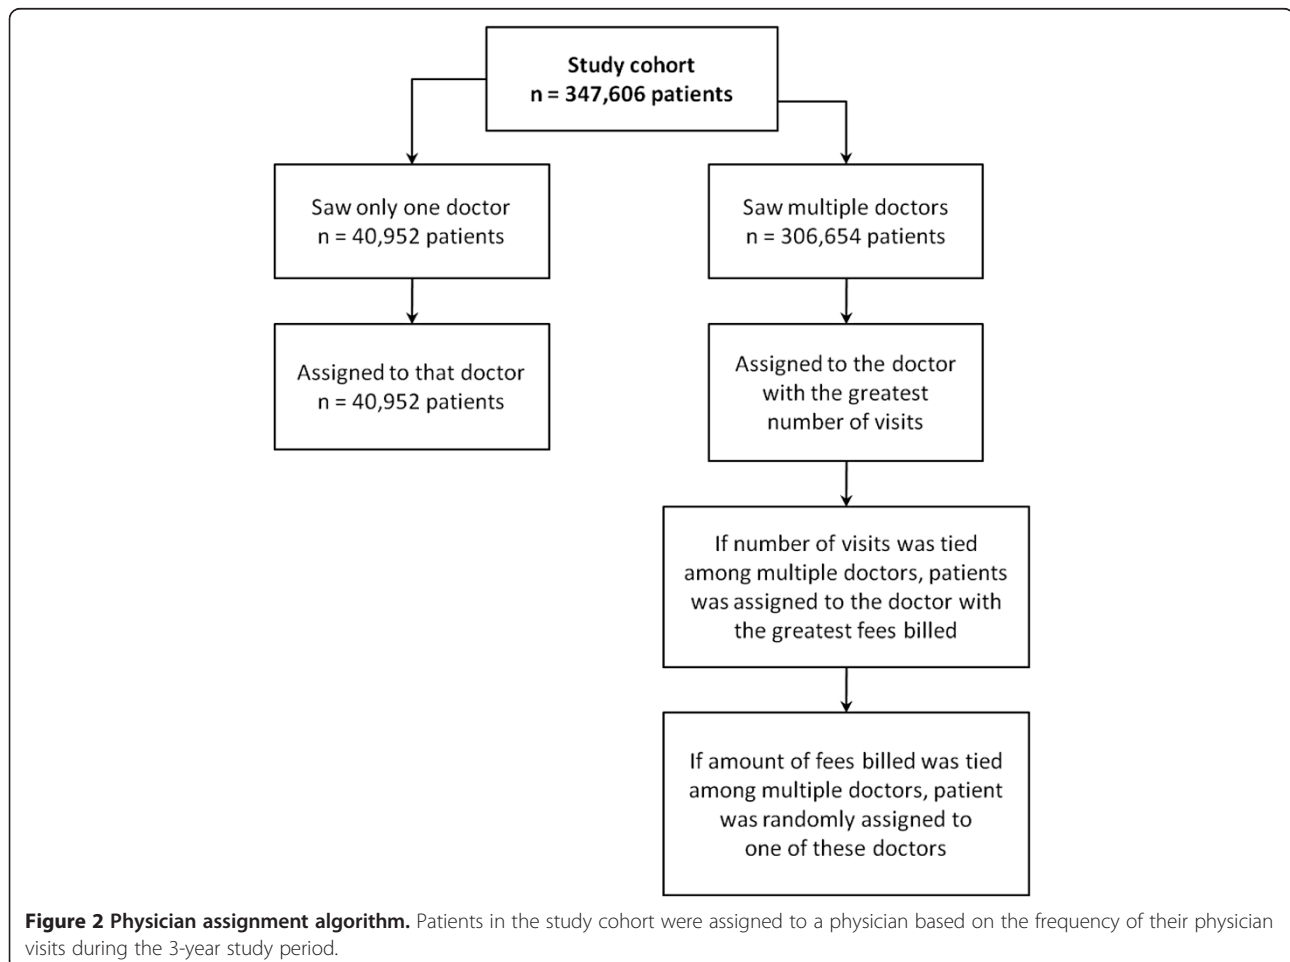 Study cohort
n = 347,606 patients
Saw only one doctor
n = 40,952 patients
Saw multiple doctors
n = 306,654 patients
Assigned to that doctor
n = 40,952 patients
Assigned to the doctor
with the greatest
number of visits
If number of visits was tied
among multiple doctors, patients
was assigned to the doctor with
the greatest fees billed
If amount of fees billed was tied
among multiple doctors, patient
was randomly assigned to
one of these doctors
Figure 2 Physician assignment algorithm. Patients in the study cohort were assigned to a physician based on the frequency of their physician
visits during the 3-year study period.